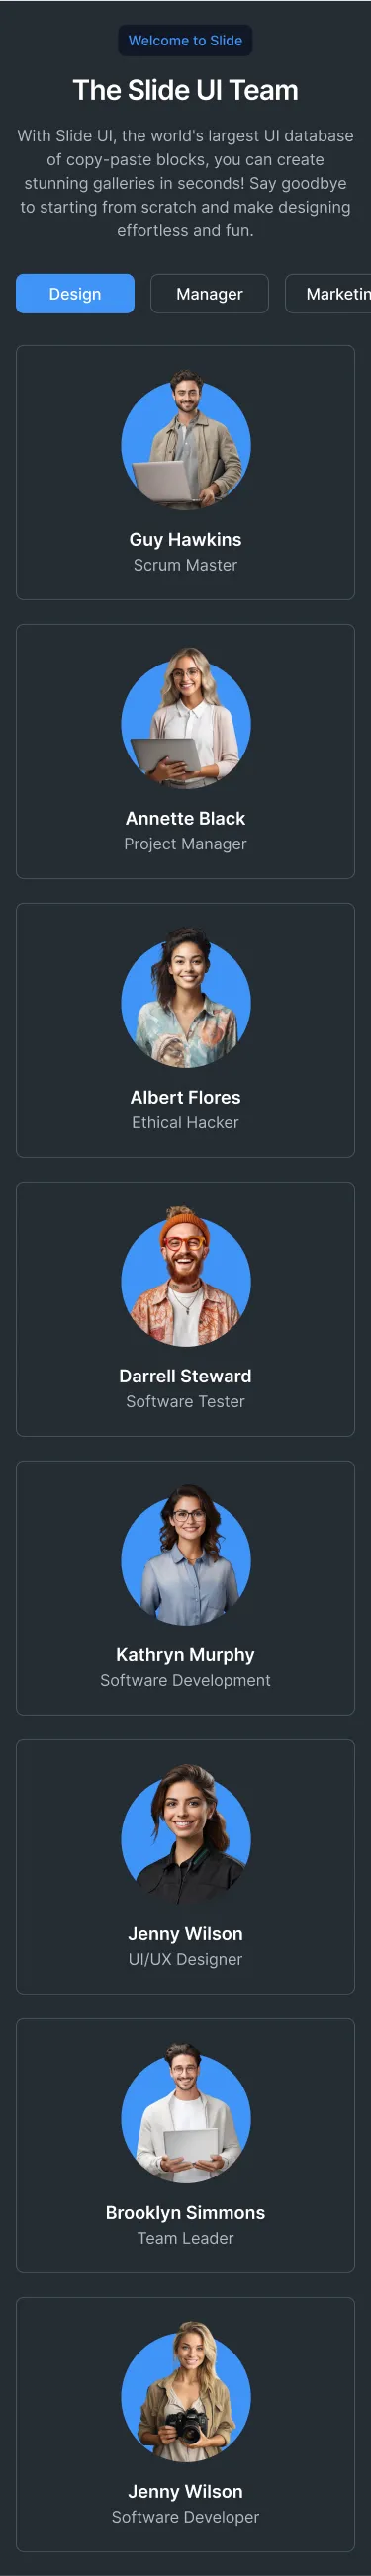 Welcome to Slide
The Slide UI Team
With Slide UI, the world's largest UI database
of copy-paste blocks, you can create
stunning galleries in seconds! Say goodbye
to starting from scratch and make designing
effortless and fun.
Design
Manager
Marketin
Guy Hawkins
Scrum Master
Annette Black
Project Manager
Albert Flores
Ethical Hacker
Darrell Steward
Software Tester
Kathryn Murphy
Software Development
Jenny Wilson
UI/UX Designer
Brooklyn Simmons
Team Leader
Jenny Wilson
Software Developer